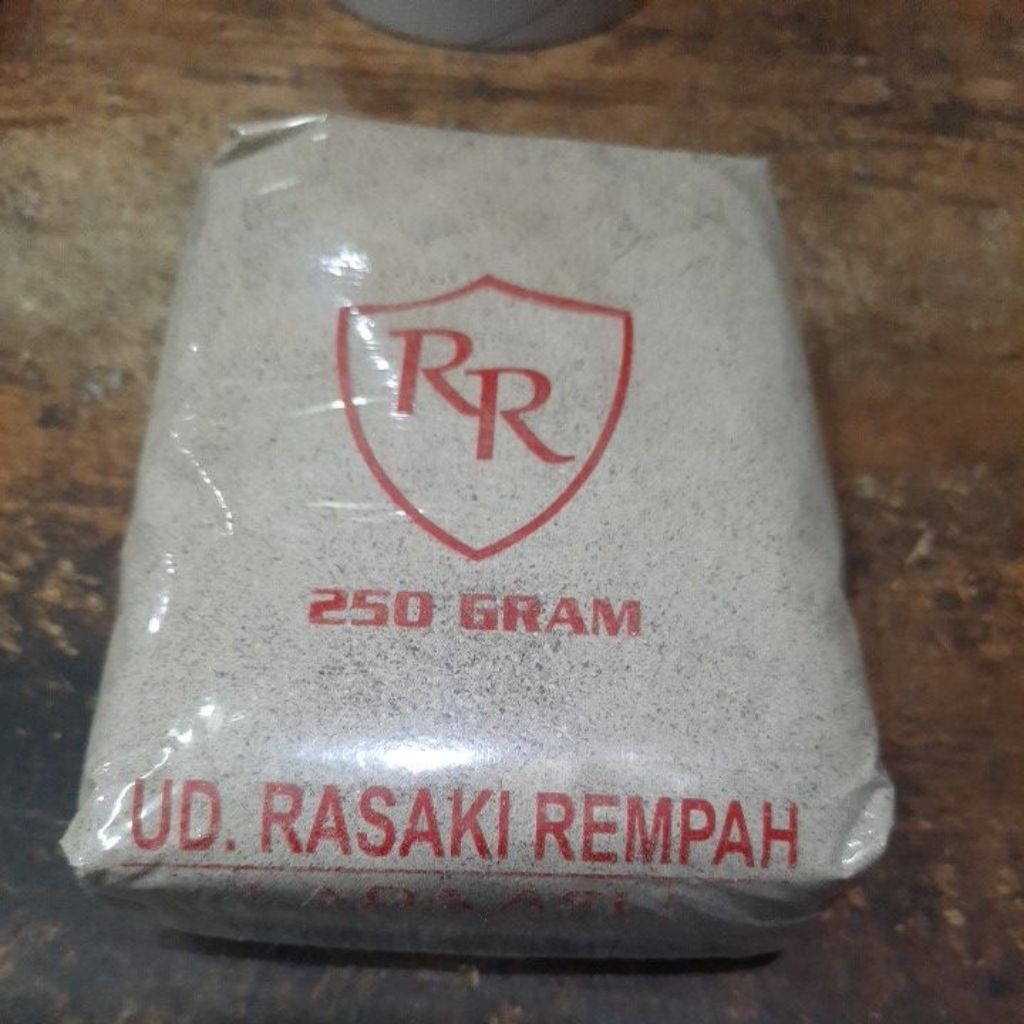 RR
250 GRAM
UD. RASAKI REMPAH